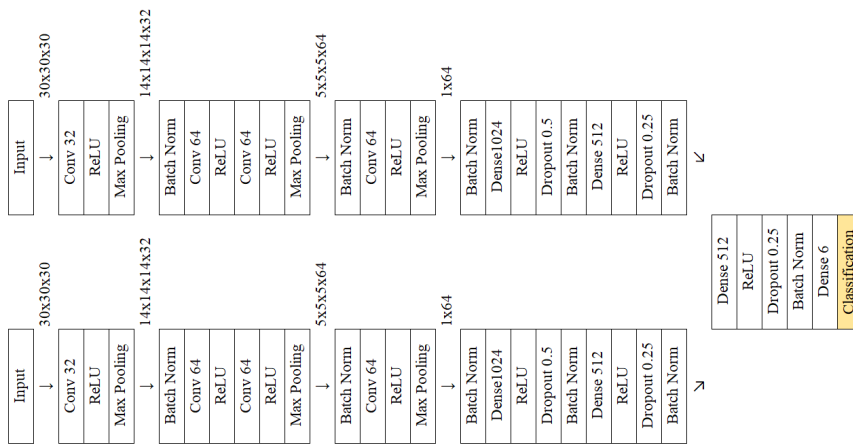 Input
30x30x30
Conv 32
ReLU
Max Pooling
14x14x14x32
Batch Norm
Conv 64
ReLU
Conv 64
ReLU
Max Pooling
5x5x5x64
Batch Norm
Conv 64
ReLU
Max Pooling
1x64
Batch Norm
Dense1024
ReLU
Dropout 0.5
Batch Norm
Dense 512
ReLU
Dropout 0.25
Batch Norm
Input
30x30x30
Conv 32
ReLU
Max Pooling
14x14x14x32
Batch Norm
Conv 64
ReLU
Conv 64
ReLU
Max Pooling
5x5x5x64
Batch Norm
Conv 64
ReLU
Max Pooling
1x64
Batch Norm
Dense1024
ReLU
Dropout 0.5
Batch Norm
Dense 512
ReLU
Dropout 0.25
Batch Norm
Dense 512
ReLU
Dropout 0.25
Batch Norm
Dense 6
Classification